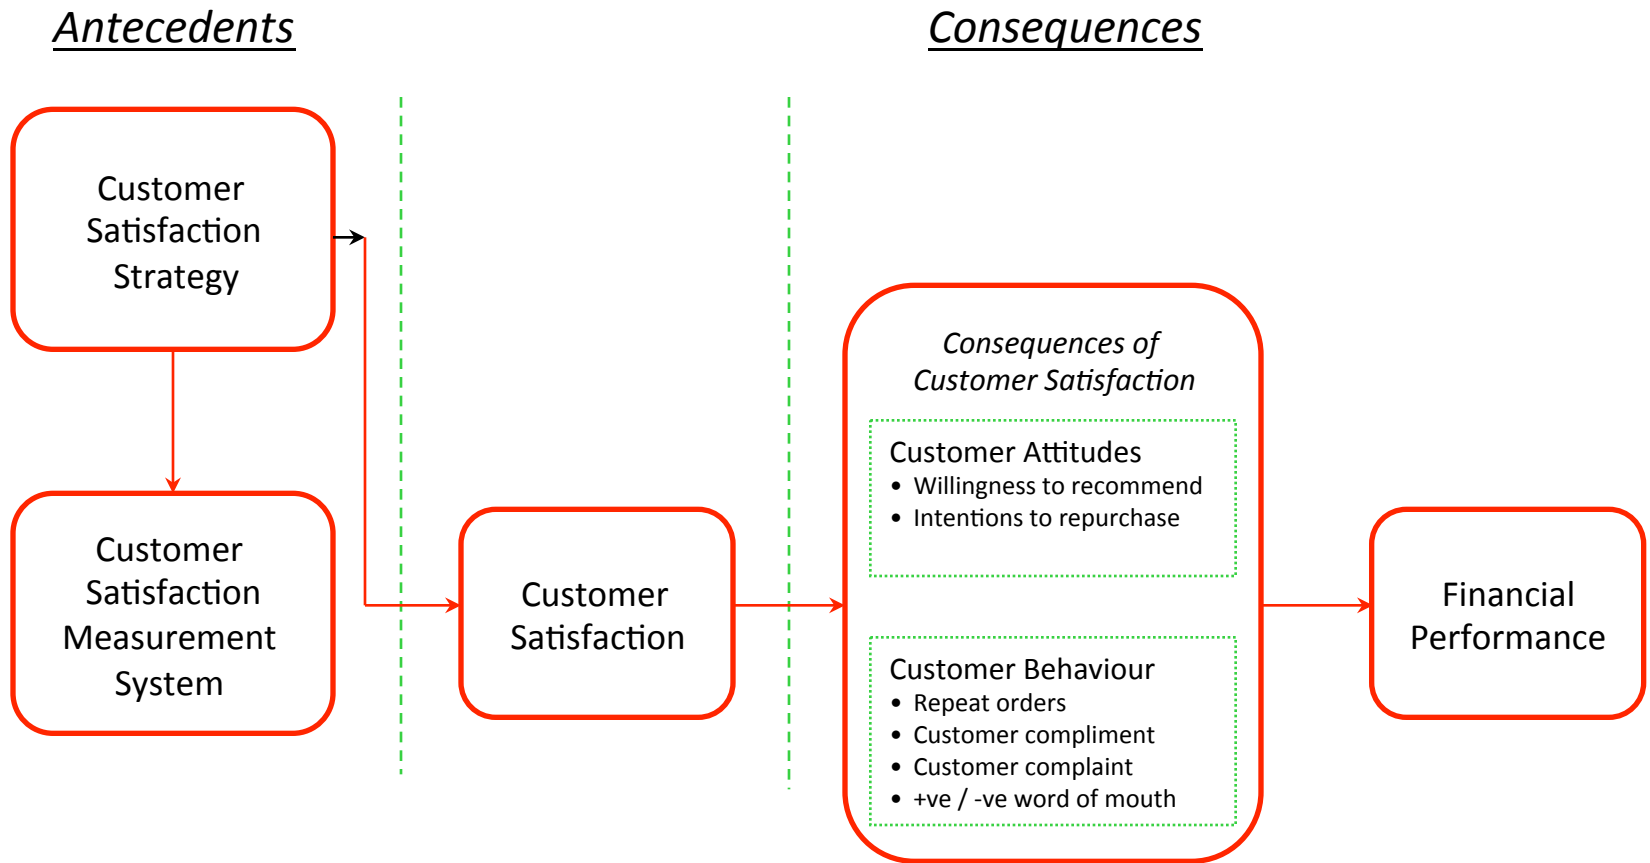 Antecedents
Consequences
Customer
Satisfaction
Strategy
Customer
Satisfaction
Measurement
System
Customer
Satisfaction
Consequences of
Customer Satisfaction
Customer Attitudes
• Willingness to recommend
• Intentions to repurchase
Customer Behaviour
• Repeat orders
• Customer compliment
• Customer complaint
• +ve / -ve word of mouth
Financial
Performance